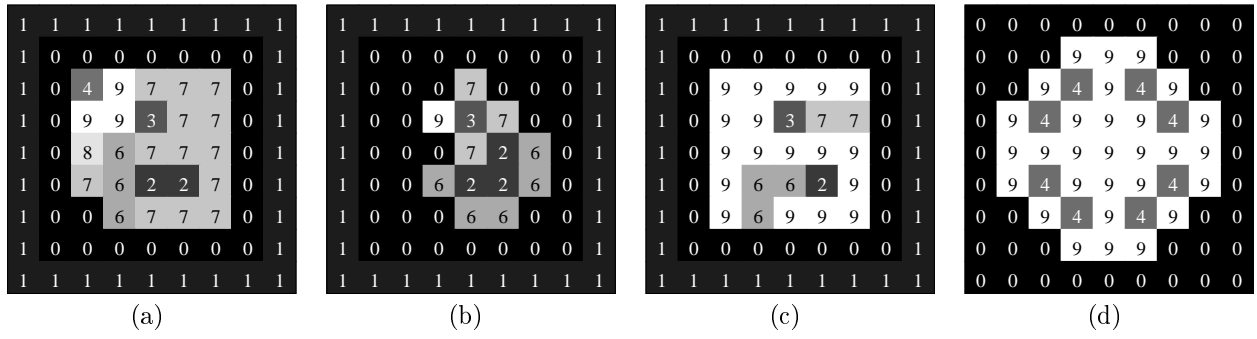 1 1 1 1 1 1 1 1 1 1 1 1 1 1 1 1 1 1 1 1 1 1 1 1 1 1 1 0 0 0 0 0 0 0 0 0
1 0 0 0 0 0 0 0 1 1 0 0 0 0 0 0 0 1 1 0 0 0 0 0 0 0 1 0 0 0 9 9 9 0 0 0
1 0 4 9 7 7 7 0 1 1 0 0 0 7 0 0 0 1 1 0 9 9 9 9 9 0 1 0 0 9 4 9 4 9 0 0
1 0 9 9 3 7 7 0 1 1 0 0 9 3 7 0 0 1 1 0 9 9 3 7 7 0 1 0 9 4 9 9 9 4 9 0
1 0 8 6 7 7 7 0 1 1 0 0 0 7 2 6 0 1 1 0 9 9 9 9 9 0 1 0 9 9 9 9 9 9 9 0
1 0 7 6 2 2 7 0 1 1 0 0 6 2 2 6 0 1 1 0 9 6 6 2 9 0 1 0 9 4 9 9 9 4 9 0
1 0 0 6 7 7 7 0 1 1 0 0 0 6 6 0 0 1 1 0 9 6 9 9 9 0 1 0 0 9 4 9 4 9 0 0
1 0 0 0 0 0 0 0 1 1 0 0 0 0 0 0 0 1 1 0 0 0 0 0 0 0 1 0 0 0 9 9 9 0 0 0
1 1 1 1 1 1 1 1 1 1 1 1 1 1 1 1 1 1 1 1 1 1 1 1 1 1 1 0 0 0 0 0 0 0 0 0
(a) (b) (c) (d)